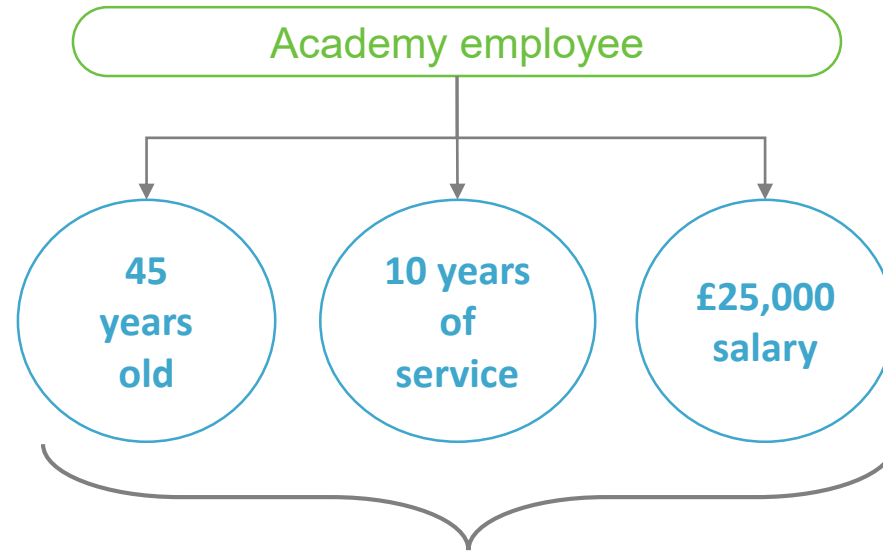 Academy employee
45
years
old
10 years
of
service
£25,000
salary